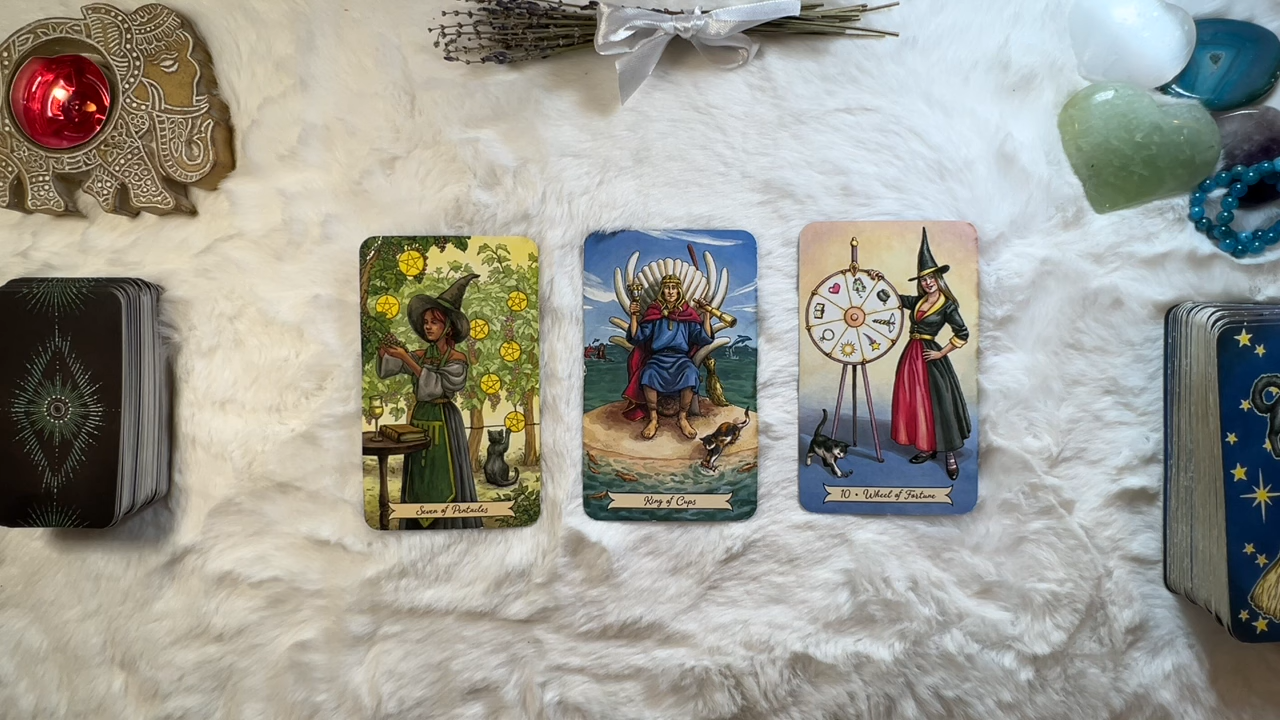 Seven of Pentacles
King of Cups
10 • Wheel of Fortune